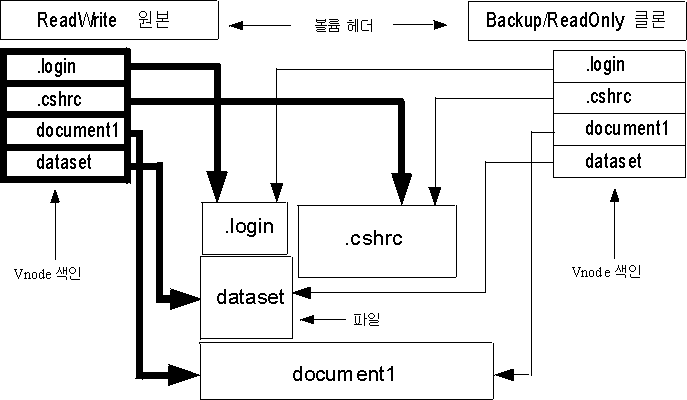 ReadWrite 원본
볼륨 헤더
Backup/ReadOnly 클론
.login
.cshrc
document1
dataset
.login
.cshrc
document1
dataset
Vnode 색인
Vnode 색인
.login
.cshrc
dataset
파일
document1